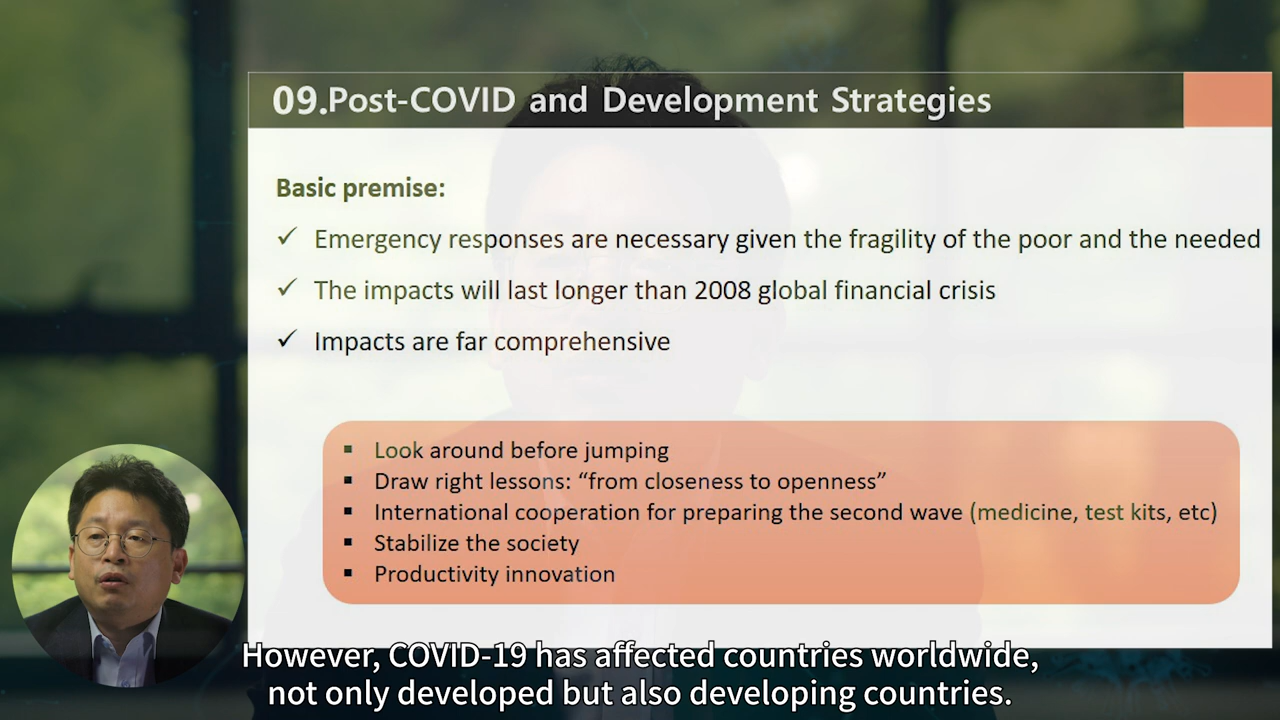 09.Post-COVID and Development Strategies
Basic premise:
✓ Emergency responses are necessary given the fragility of the poor and the needed
✓ The impacts will last longer than 2008 global financial crisis
✓ Impacts are far comprehensive
▪ Look around before jumping
▪ Draw right lessons: “from closeness to openness”
▪ International cooperation for preparing the second wave (medicine, test kits, etc)
▪ Stabilize the society
▪ Productivity innovation
However, COVID-19 has affected countries worldwide,
not only developed but also developing countries.